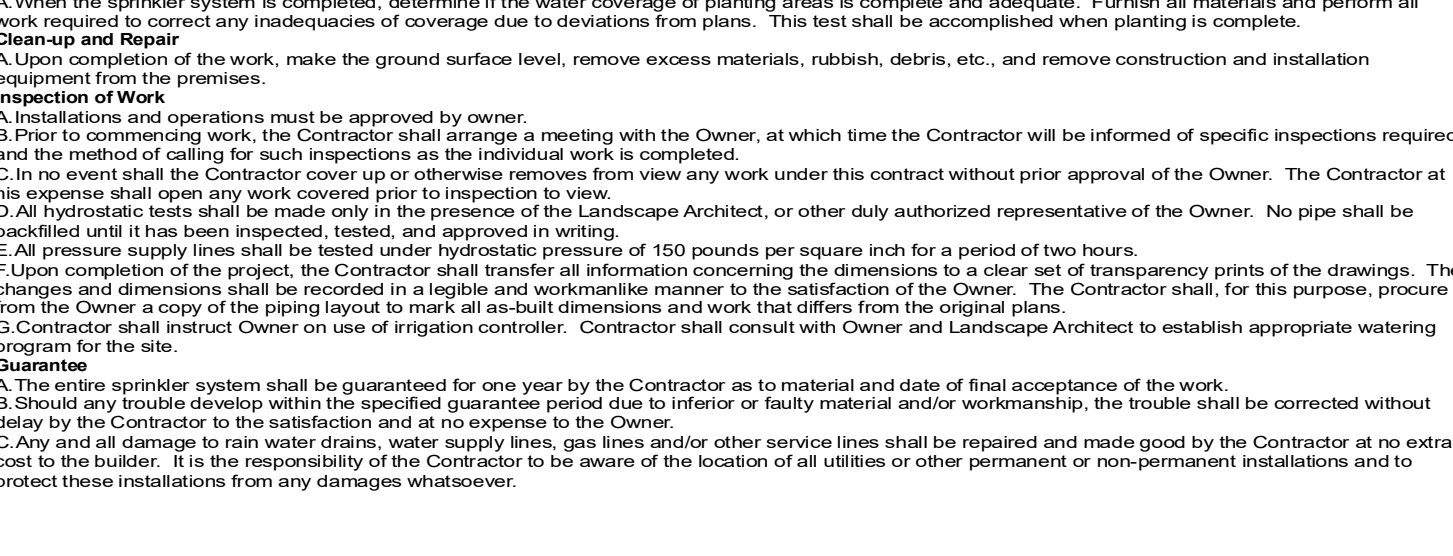 A.When the sprinkler system is completed, determine if the water coverage of planting areas is complete and adequate.  Furnish all materials and perform all
work required to correct any inadequacies of coverage due to deviations from plans.  This test shall be accomplished when planting is complete.
Clean-up and Repair
A.Upon completion of the work, make the ground surface level, remove excess materials, rubbish, debris, etc., and remove construction and installation
equipment from the premises.
Inspection of Work
A.Installations and operations must be approved by owner.
B.Prior to commencing work, the Contractor shall arrange a meeting with the Owner, at which time the Contractor will be informed of specific inspections required
and the method of calling for such inspections as the individual work is completed.
C.In no event shall the Contractor cover up or otherwise removes from view any work under this contract without prior approval of the Owner.  The Contractor at
his expense shall open any work covered prior to inspection to view.
D.All hydrostatic tests shall be made only in the presence of the Landscape Architect, or other duly authorized representative of the Owner.  No pipe shall be
backfilled until it has been inspected, tested, and approved in writing.
E.All pressure supply lines shall be tested under hydrostatic pressure of 150 pounds per square inch for a period of two hours.
F.Upon completion of the project, the Contractor shall transfer all information concerning the dimensions to a clear set of transparency prints of the drawings.  The
changes and dimensions shall be recorded in a legible and workmanlike manner to the satisfaction of the Owner.  The Contractor shall, for this purpose, procure
from the Owner a copy of the piping layout to mark all as-built dimensions and work that differs from the original plans.
G.Contractor shall instruct Owner on use of irrigation controller.  Contractor shall consult with Owner and Landscape Architect to establish appropriate watering
program for the site.
Guarantee
A.The entire sprinkler system shall be guaranteed for one year by the Contractor as to material and date of final acceptance of the work.
B.Should any trouble develop within the specified guarantee period due to inferior or faulty material and/or workmanship, the trouble shall be corrected without
delay by the Contractor to the satisfaction and at no expense to the Owner.
C.Any and all damage to rain water drains, water supply lines, gas lines and/or other service lines shall be repaired and made good by the Contractor at no extra
cost to the builder.  It is the responsibility of the Contractor to be aware of the location of all utilities or other permanent or non-permanent installations and to
protect these installations from any damages whatsoever.